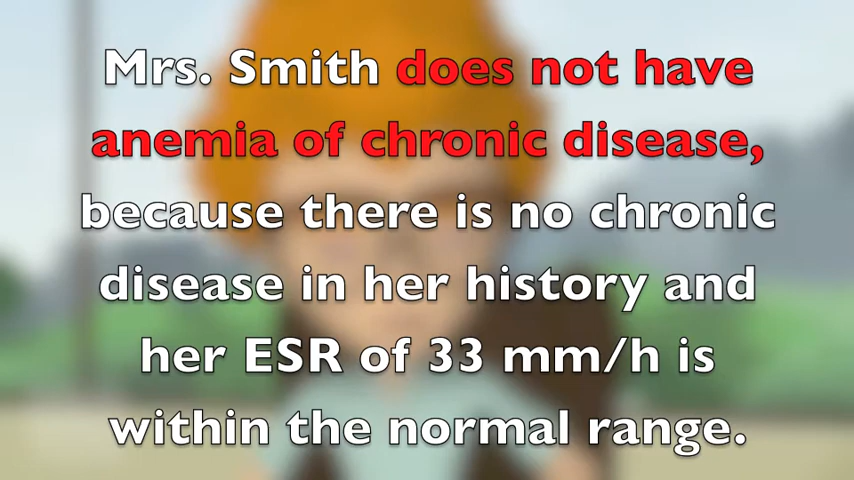 Mrs. Smith does not have
anemia of chronic disease,
because there is no chronic
disease in her history and
her ESR of 33 mm/h is
within the normal range.